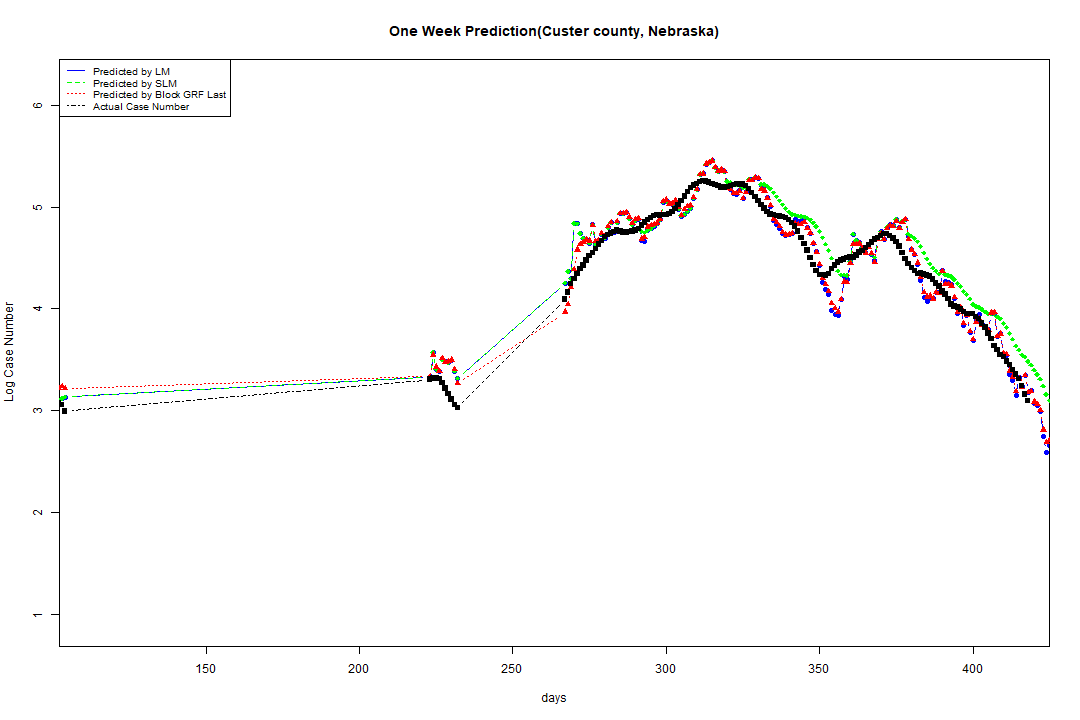 One Week Prediction(Custer county, Nebraska)
Predicted by LM
Predicted by SLM
Predicted by Block GRF Last
Actual Case Number
Log Case Number
6
5
4
3
2
1
150 200 250 300 350 400
days